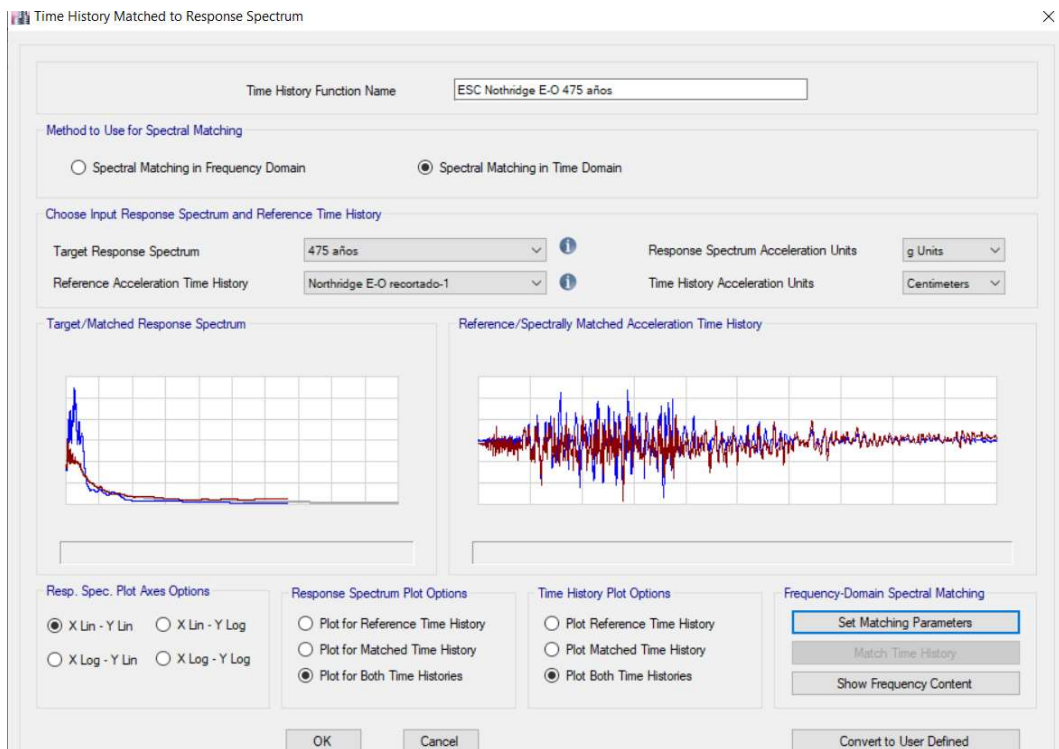 Time History Matched to Response Spectrum
Time History Function Name
ESC Nothridge E-O 475 años
Method to Use for Spectral Matching
Spectral Matching in Frequency Domain
Spectral Matching in Time Domain
Choose Input Response Spectrum and Reference Time History
Target Response Spectrum
475 años
Response Spectrum Acceleration Units
g Units
Reference Acceleration Time History
Northridge E-O recortado-1
Time History Acceleration Units
Centimeters
Target/Matched Response Spectrum
Reference/Spectrally Matched Acceleration Time History
Resp. Spec. Plot Axes Options
X Lin - Y Lin
X Lin - Y Log
X Log - Y Lin
X Log - Y Log
Response Spectrum Plot Options
Plot for Reference Time History
Plot for Matched Time History
Plot for Both Time Histories
Time History Plot Options
Plot Reference Time History
Plot Matched Time History
Plot Both Time Histories
Frequency-Domain Spectral Matching
Set Matching Parameters
Match Time History
Show Frequency Content
OK
Cancel
Convert to User Defined